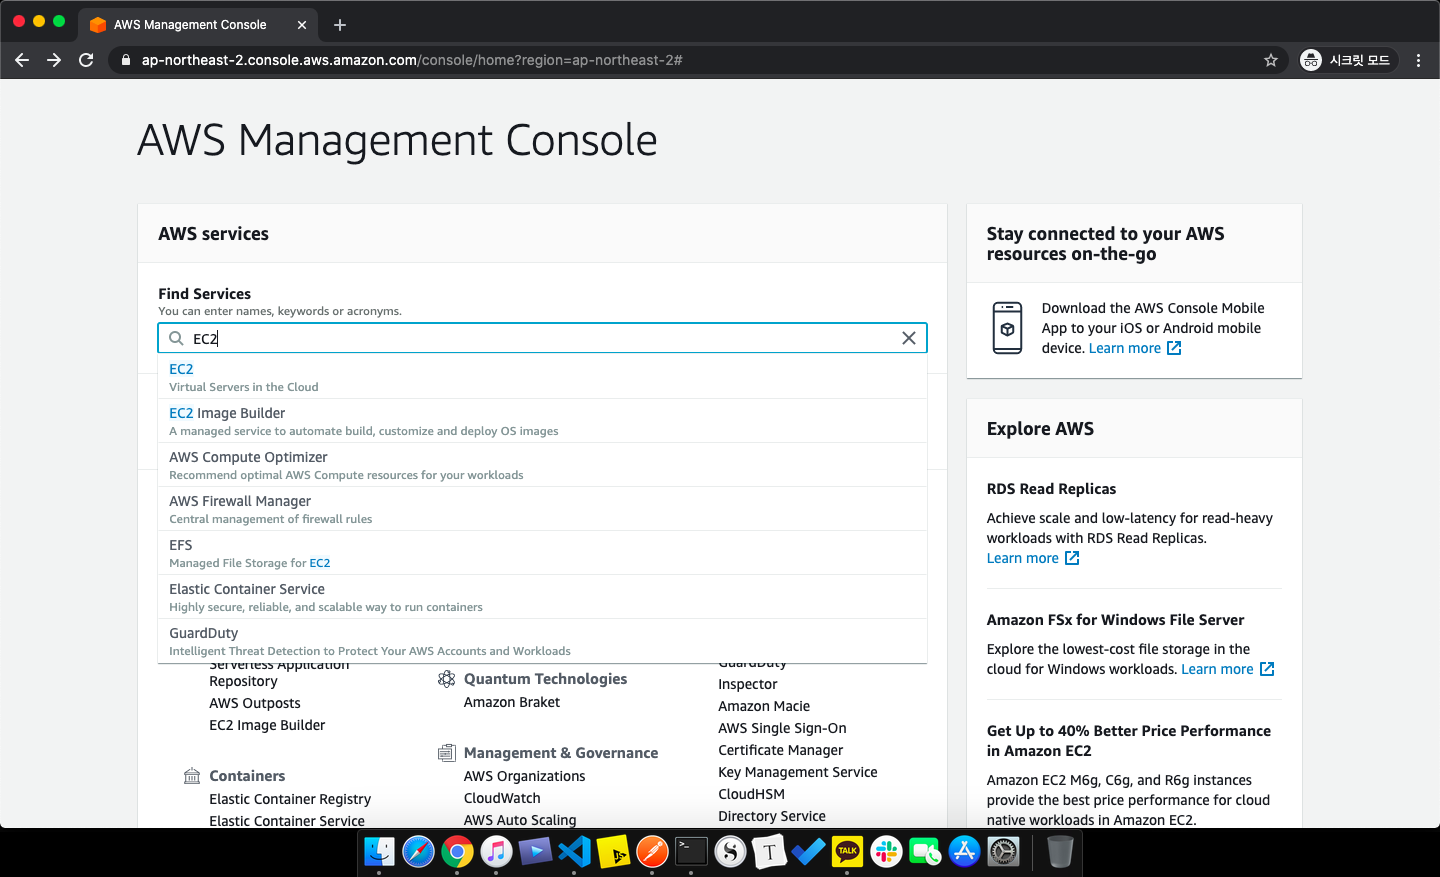 AWS Management Console
ap-northeast-2.console.aws.amazon.com/console/home?region=ap-northeast-2#
시크릿 모드
AWS Management Console
AWS services
Find Services
You can enter names, keywords or acronyms.
EC2
EC2
Virtual Servers in the Cloud
EC2 Image Builder
A managed service to automate build, customize and deploy OS images
AWS Compute Optimizer
Recommend optimal AWS Compute resources for your workloads
AWS Firewall Manager
Central management of firewall rules
EFS
Managed File Storage for EC2
Elastic Container Service
Highly secure, reliable, and scalable way to run containers
GuardDuty
Intelligent Threat Detection to Protect Your AWS Accounts and Workloads
Serverless Application
Repository
AWS Outposts
EC2 Image Builder
Containers
Elastic Container Registry
Elastic Container Service
Quantum Technologies
Amazon Braket
Management & Governance
AWS Organizations
CloudWatch
AWS Auto Scaling
GuardDuty
Inspector
Amazon Macie
AWS Single Sign-On
Certificate Manager
Key Management Service
CloudHSM
Directory Service
Stay connected to your AWS
resources on-the-go
Download the AWS Console Mobile
App to your iOS or Android mobile
device. Learn more
Explore AWS
RDS Read Replicas
Achieve scale and low-latency for read-heavy
workloads with RDS Read Replicas.
Learn more
Amazon FSx for Windows File Server
Explore the lowest-cost file storage in the
cloud for Windows workloads. Learn more
Get Up to 40% Better Price Performance
in Amazon EC2
Amazon EC2 M6g, C6g, and R6g instances
provide the best price performance for cloud
native workloads in Amazon EC2.
TALK